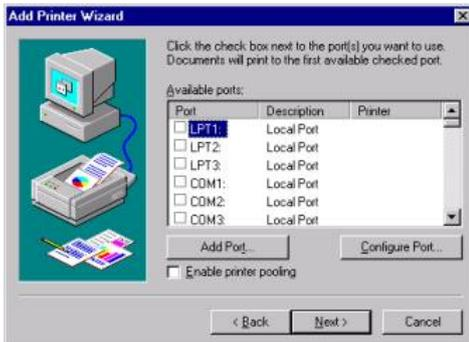 Add Printer Wizard
Click the check box next to the port(s) you want to use.
Documents will print to the first available checked port.
Available ports:
Port Description Printer
LPT1: Local Port
LPT2: Local Port
LPT3: Local Port
COM1: Local Port
COM2: Local Port
COM3: Local Port
Add Port... Configure Port...
Enable printer pooling
< Back Next > Cancel